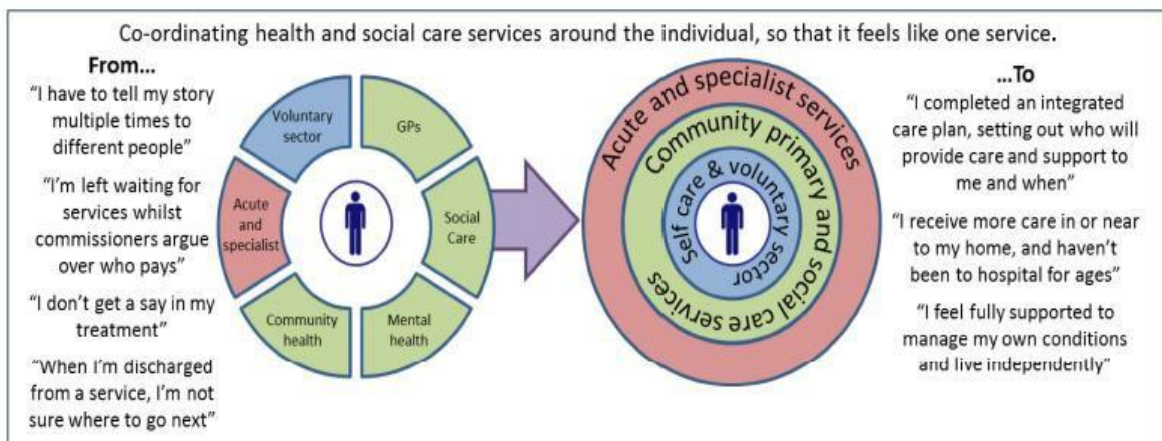 Co-ordinating health and social care services around the individual, so that it feels like one service.
From...
"I have to tell my story
multiple times to
different people"
"I'm left waiting for
services whilst
commissioners argue
over who pays"
"I don't get a say in my
treatment"
"When I'm discharged
from a service, I'm not
sure where to go next"
Voluntary
sector
GPs
Acute
and
specialist
Social
Care
Community
health
Mental
health
Acute and specialist services
Community primary and social care services
Self care & voluntary sector
...To
"I completed an integrated
care plan, setting out who will
provide care and support to
me and when"
"I receive more care in or near
to my home, and haven't
been to hospital for ages"
"I feel fully supported to
manage my own conditions
and live independently"